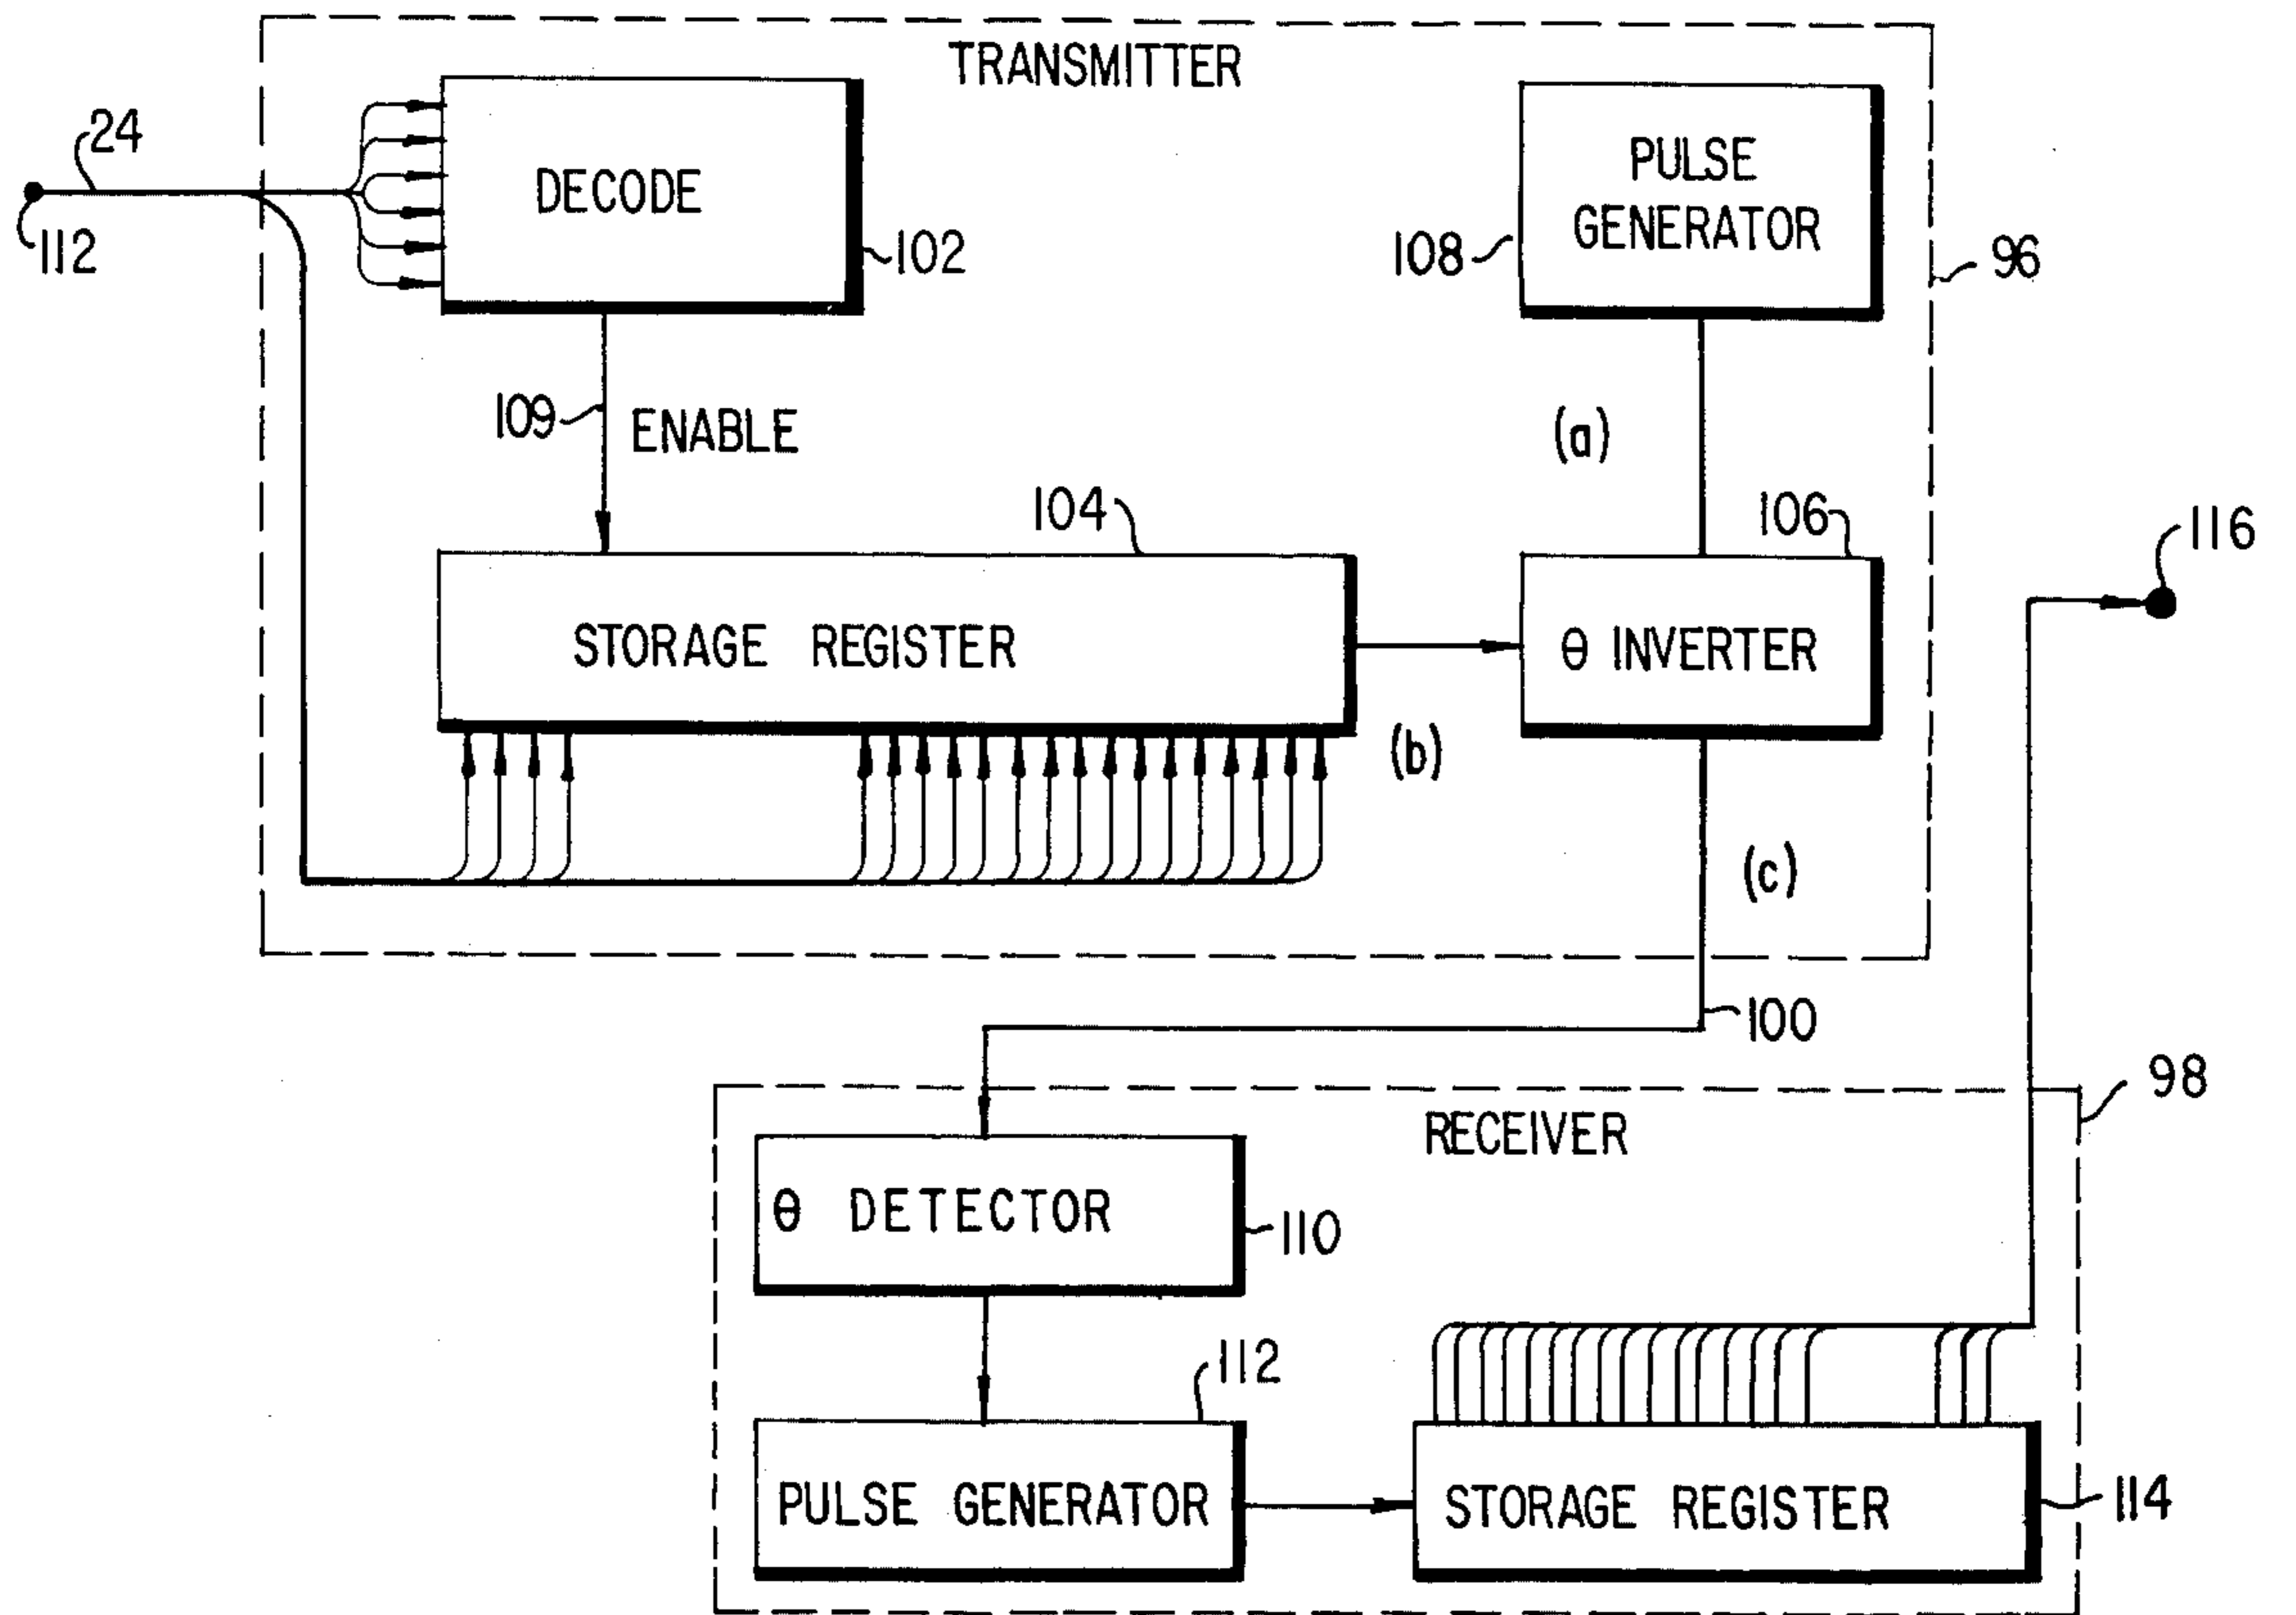 TRANSMITTER
24
112
DECODE
102
PULSE
GENERATOR
108
96
109
ENABLE
(a)
104
106
116
STORAGE REGISTER
θ INVERTER
(b)
(c)
100
98
RECEIVER
θ DETECTOR
110
112
PULSE GENERATOR
STORAGE REGISTER
114